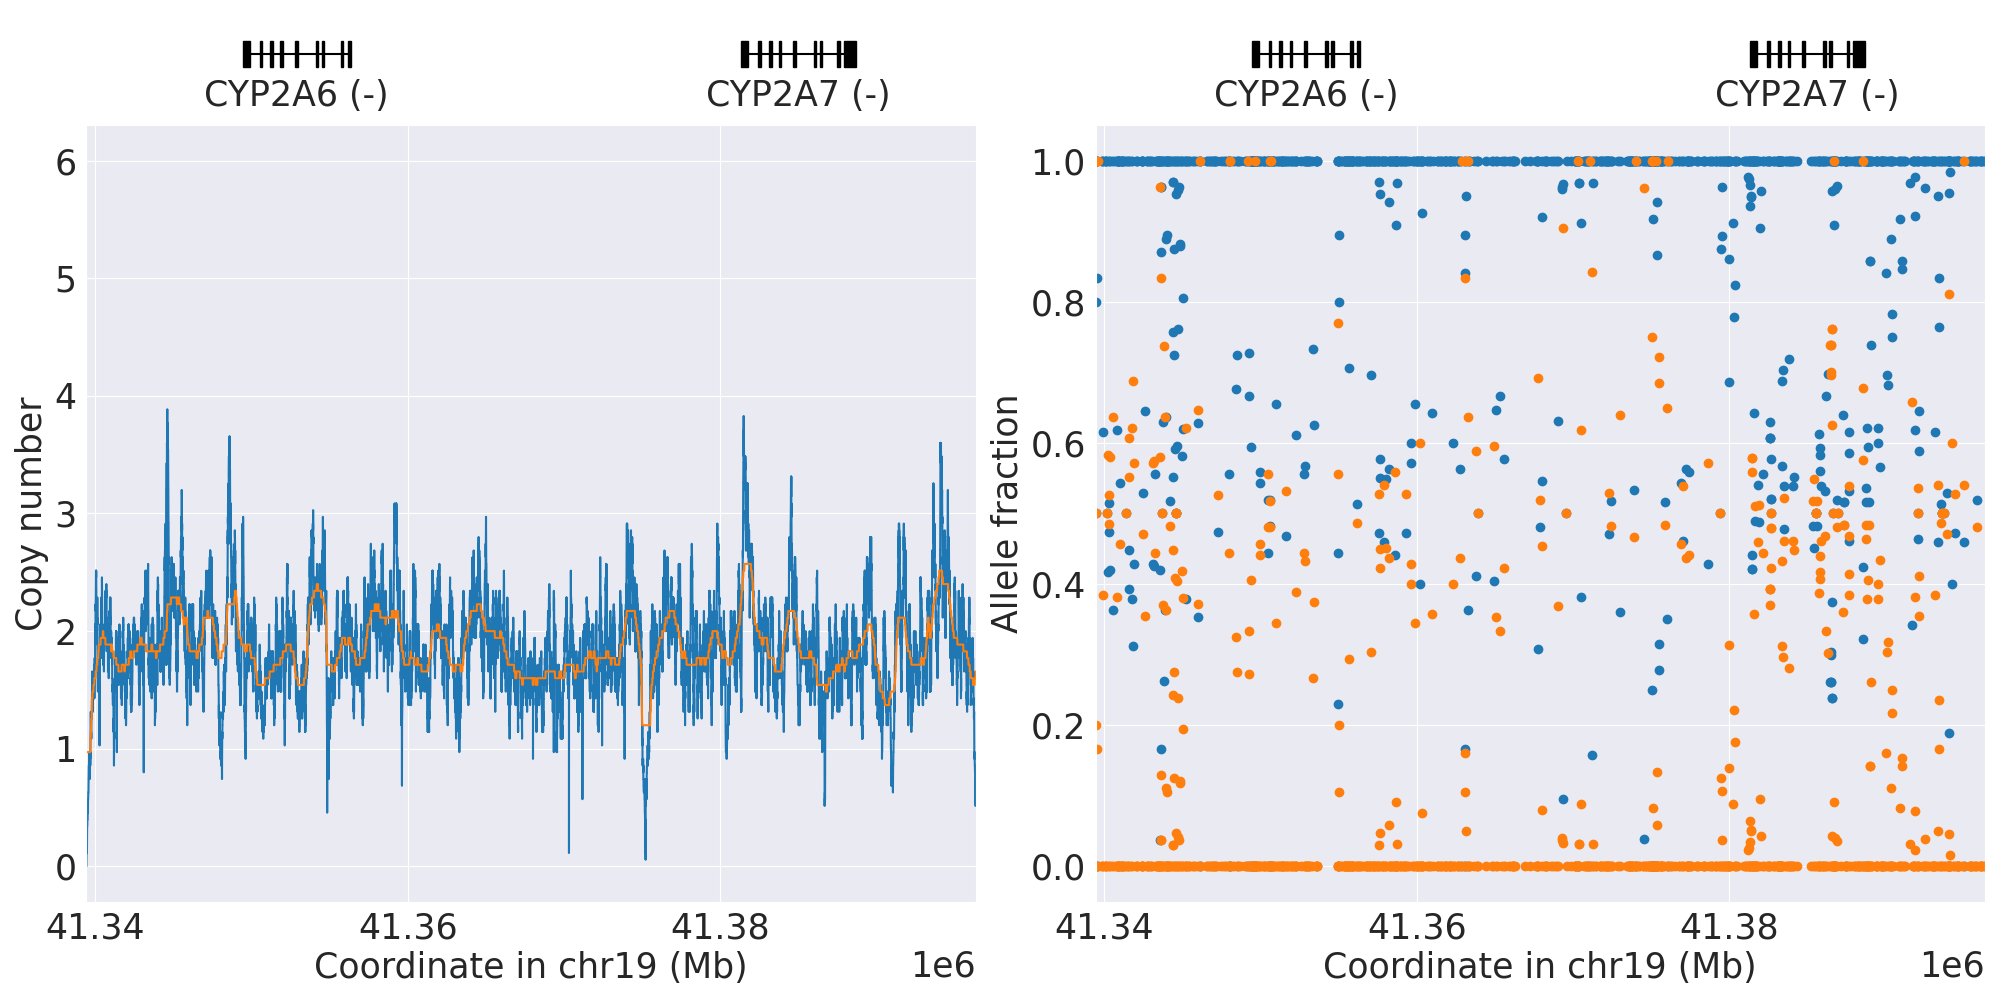 CYP2A6 (-)
CYP2A7 (-)
6
5
4
3
2
1
0
Copy number
41.34
41.36
41.38
Coordinate in chr19 (Mb)
1e6
CYP2A6 (-)
CYP2A7 (-)
1.0
0.8
0.6
0.4
0.2
0.0
Allele fraction
41.34
41.36
41.38
Coordinate in chr19 (Mb)
1e6